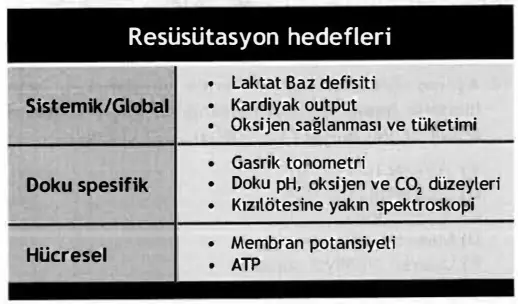 Resüsütasyon hedefleri
Sistemik/Global
• Laktat Baz defisiti
• Kardiyak output
• Oksijen sağlanması ve tüketimi
Doku spesifik
• Gasrik tonometri
• Doku pH, oksijen ve CO₂ düzeyleri
• Kızılötesine yakın spektroskopi
Hücresel
• Membran potansiyeli
• ATP